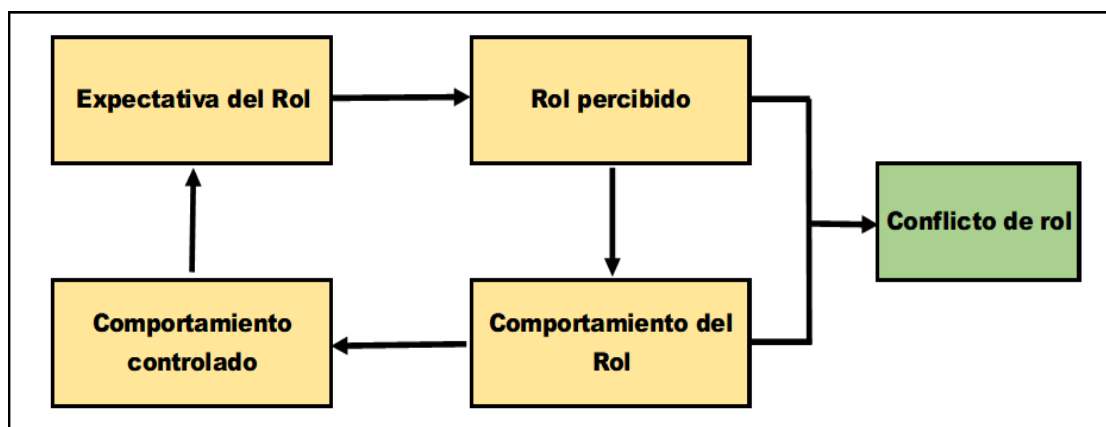 Expectativa del Rol
Rol percibido
Conflicto de rol
Comportamiento
controlado
Comportamiento del
Rol